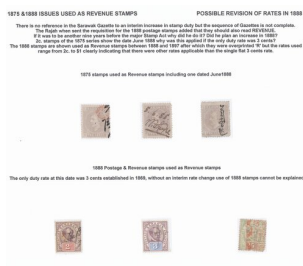 1875 &1888 ISSUES USED AS REVENUE STAMPS
POSSIBLE REVISION OF RATES IN 1888
There is no reference in the Sarawak Gazette to an interim increase in stamp duty but the sequence of Gazettes is not complete.
The Rajah when sent the requisition for the 1888 postage stamps added that they should also read REVENUE.
If it was to be another nine years before the major Stamp Act why did he do it? Did he plan an increase in 1888?
2c. stamps of the 1875 series show the date June 1888 why was this applied if the only duty rate was 3 cents?
The 1888 stamps are shown used as Revenue stamps between 1888 and 1897 after which they were overprinted 'R' but the rates used
range from 2c. to $1 clearly indicating that there were other rates applicable than the single flat 3 cents rate.
1875 stamps used as Revenue stamps including one dated June1888
1888 Postage & Revenue stamps used as Revenue stamps
The only duty rate at this date was 3 cents established in 1869, without an interim rate change use of 1888 stamps cannot be explained